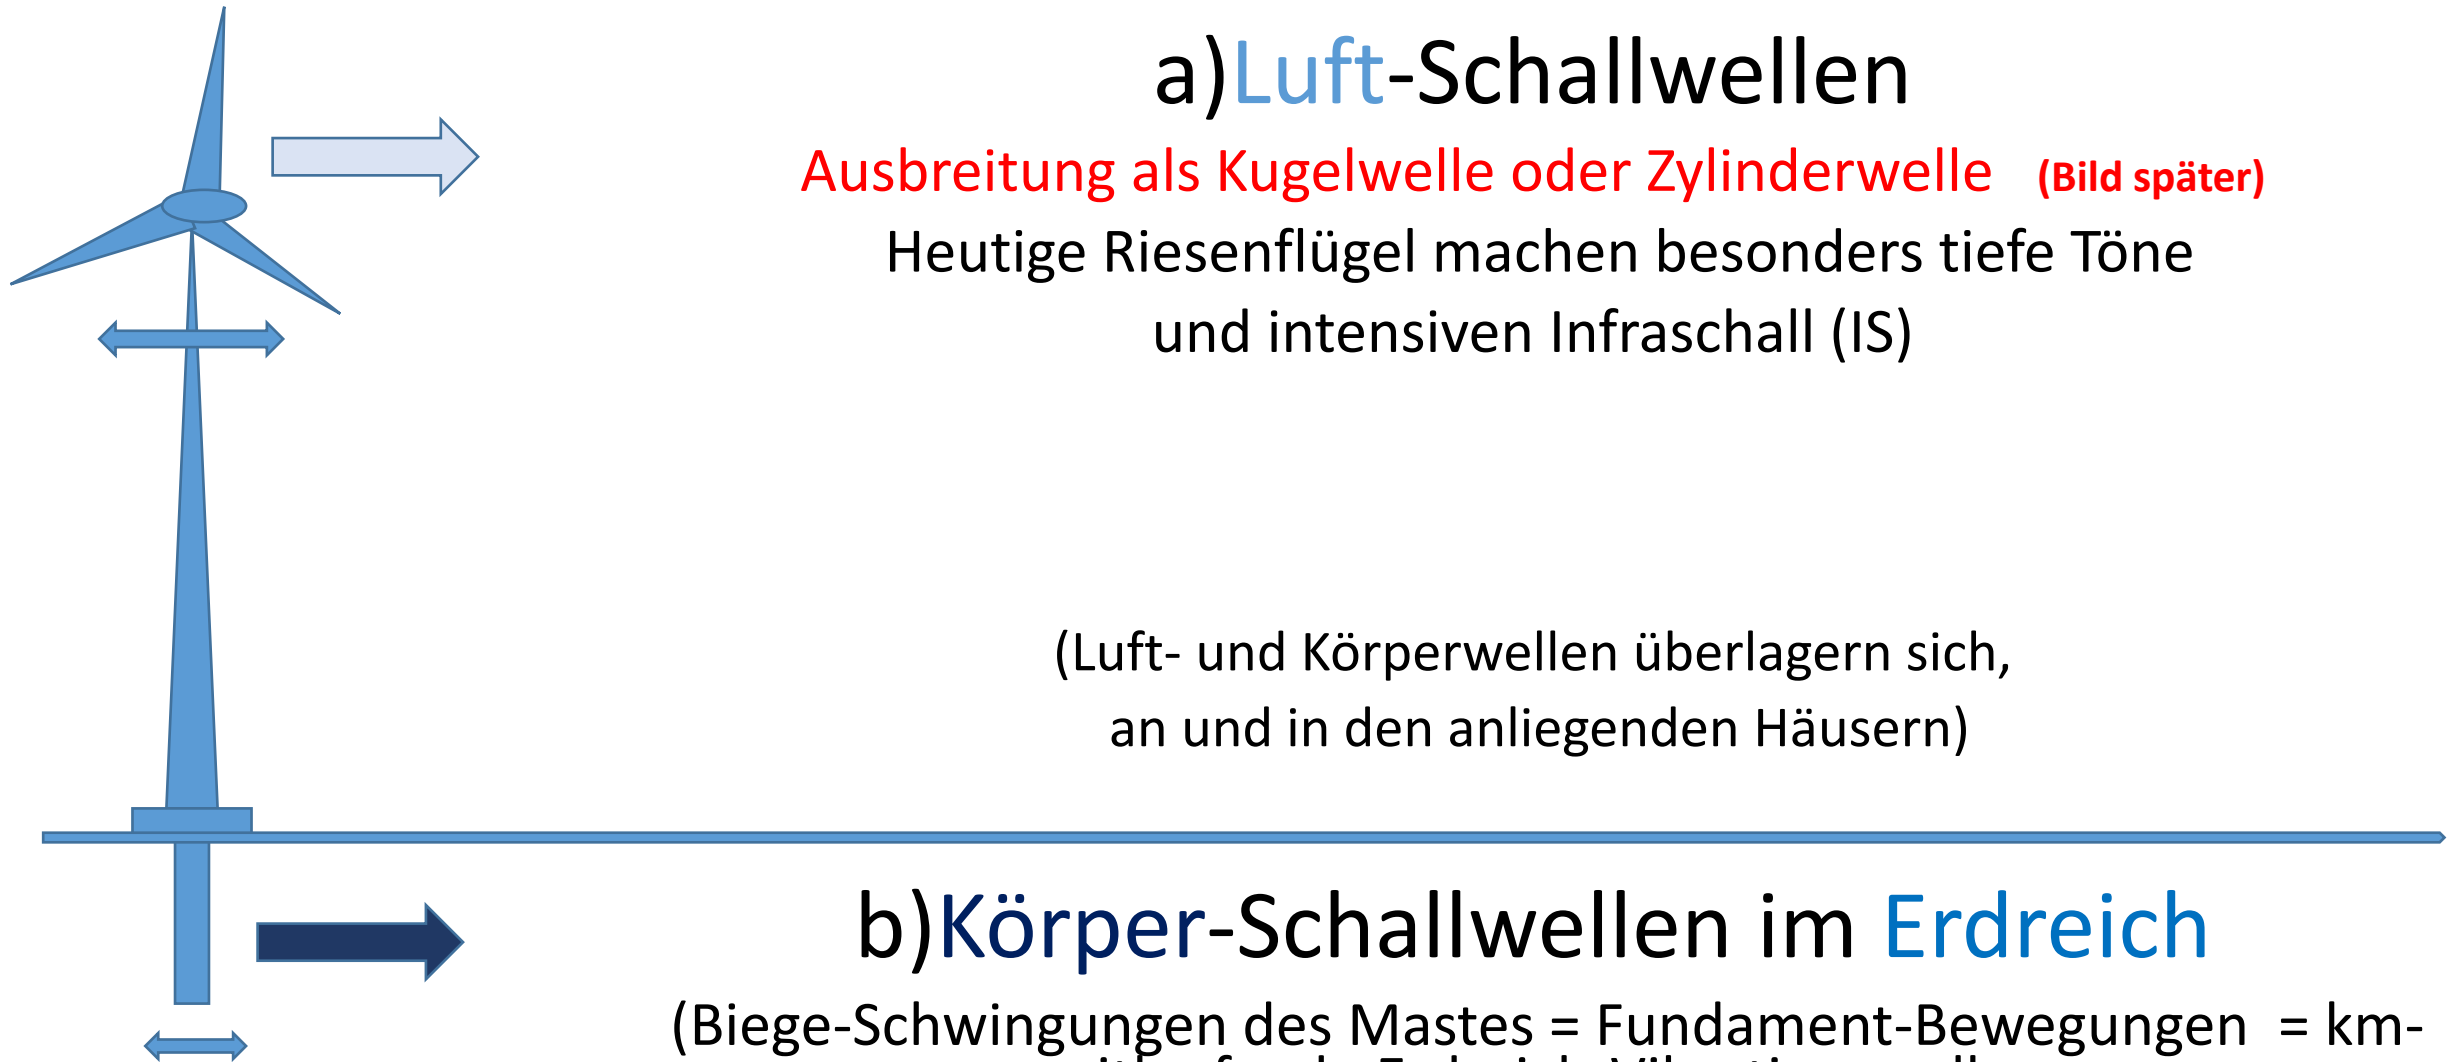 a)Luft-Schallwellen
Ausbreitung als Kugelwelle oder Zylinderwelle (Bild später)
Heutige Riesenflügel machen besonders tiefe Töne
und intensiven Infraschall (IS)
(Luft- und Körperwellen überlagern sich,
an und in den anliegenden Häusern)
b)Körper-Schallwellen im Erdreich
(Biege-Schwingungen des Mastes = Fundament-Bewegungen = km-